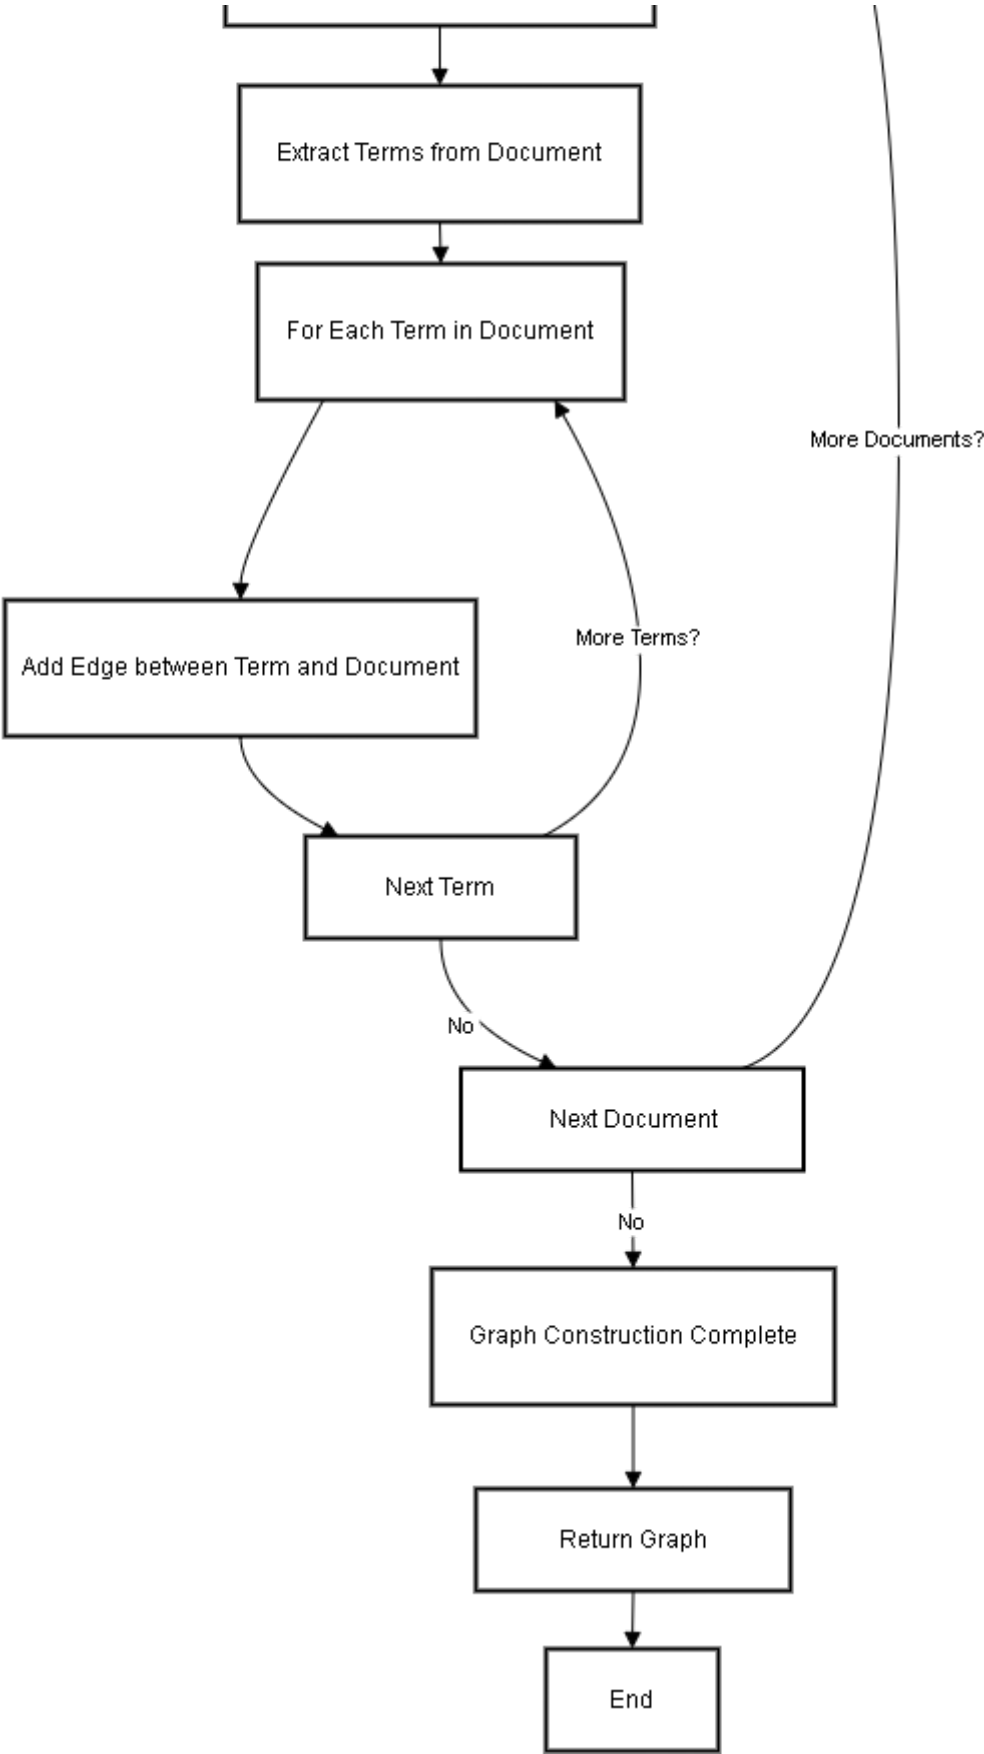 Extract Terms from Document
For Each Term in Document
More Documents?
More Terms?
Add Edge between Term and Document
Next Term
No
Next Document
No
Graph Construction Complete
Return Graph
End